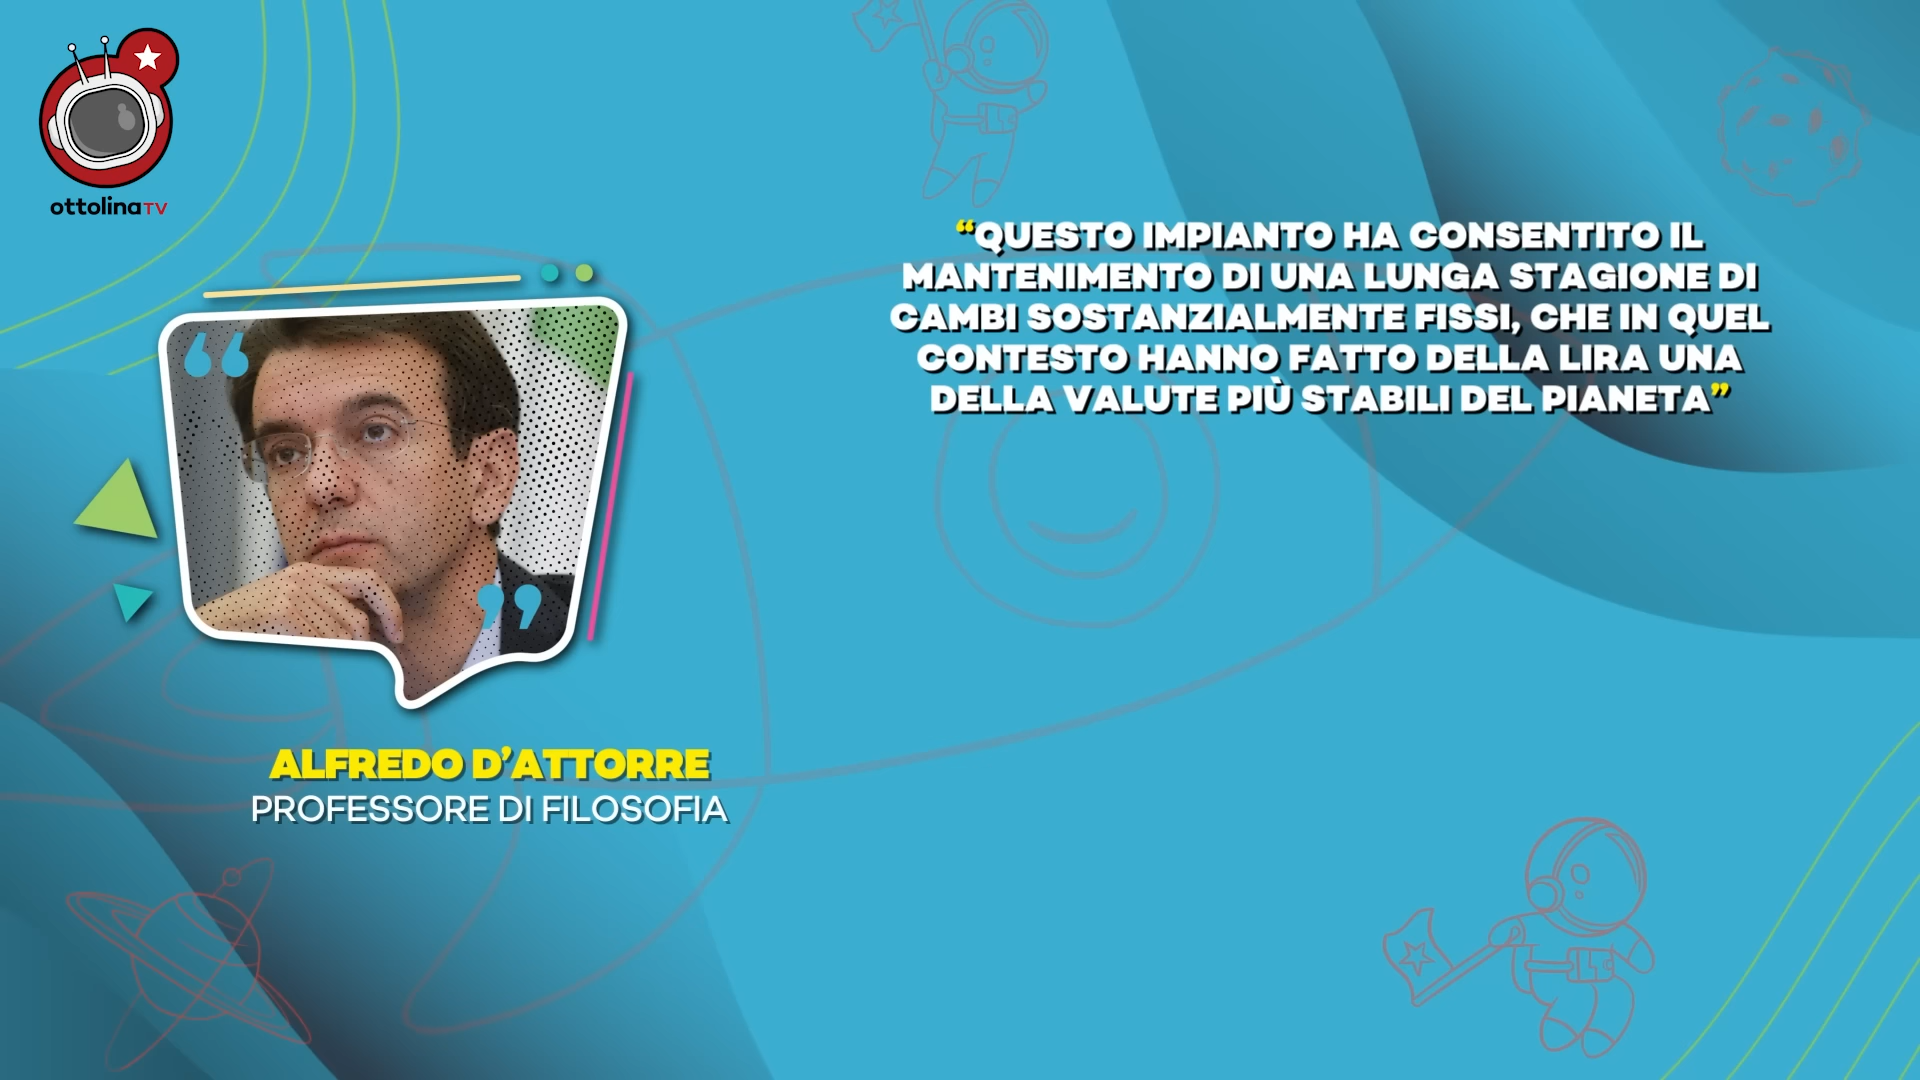 ottolinaTV
“QUESTO IMPIANTO HA CONSENTITO IL
MANTENIMENTO DI UNA LUNGA STAGIONE DI
CAMBI SOSTANZIALMENTE FISSI, CHE IN QUEL
CONTESTO HANNO FATTO DELLA LIRA UNA
DELLA VALUTE PIÙ STABILI DEL PIANETA”
ALFREDO D’ATTORRE
PROFESSORE DI FILOSOFIA